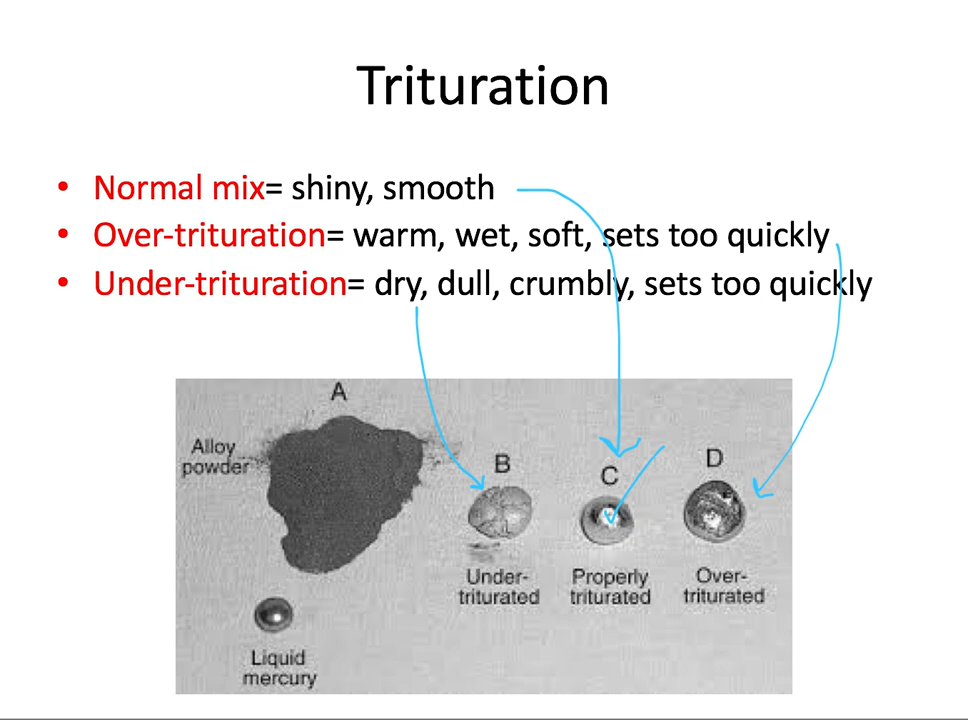 Trituration
• Normal mix= shiny, smooth
• Over-trituration= warm, wet, soft, sets too quickly
• Under-trituration= dry, dull, crumbly, sets too quickly
A
Alloy
powder
B
C
D
Under-
triturated
Properly
triturated
Over-
triturated
Liquid
mercury